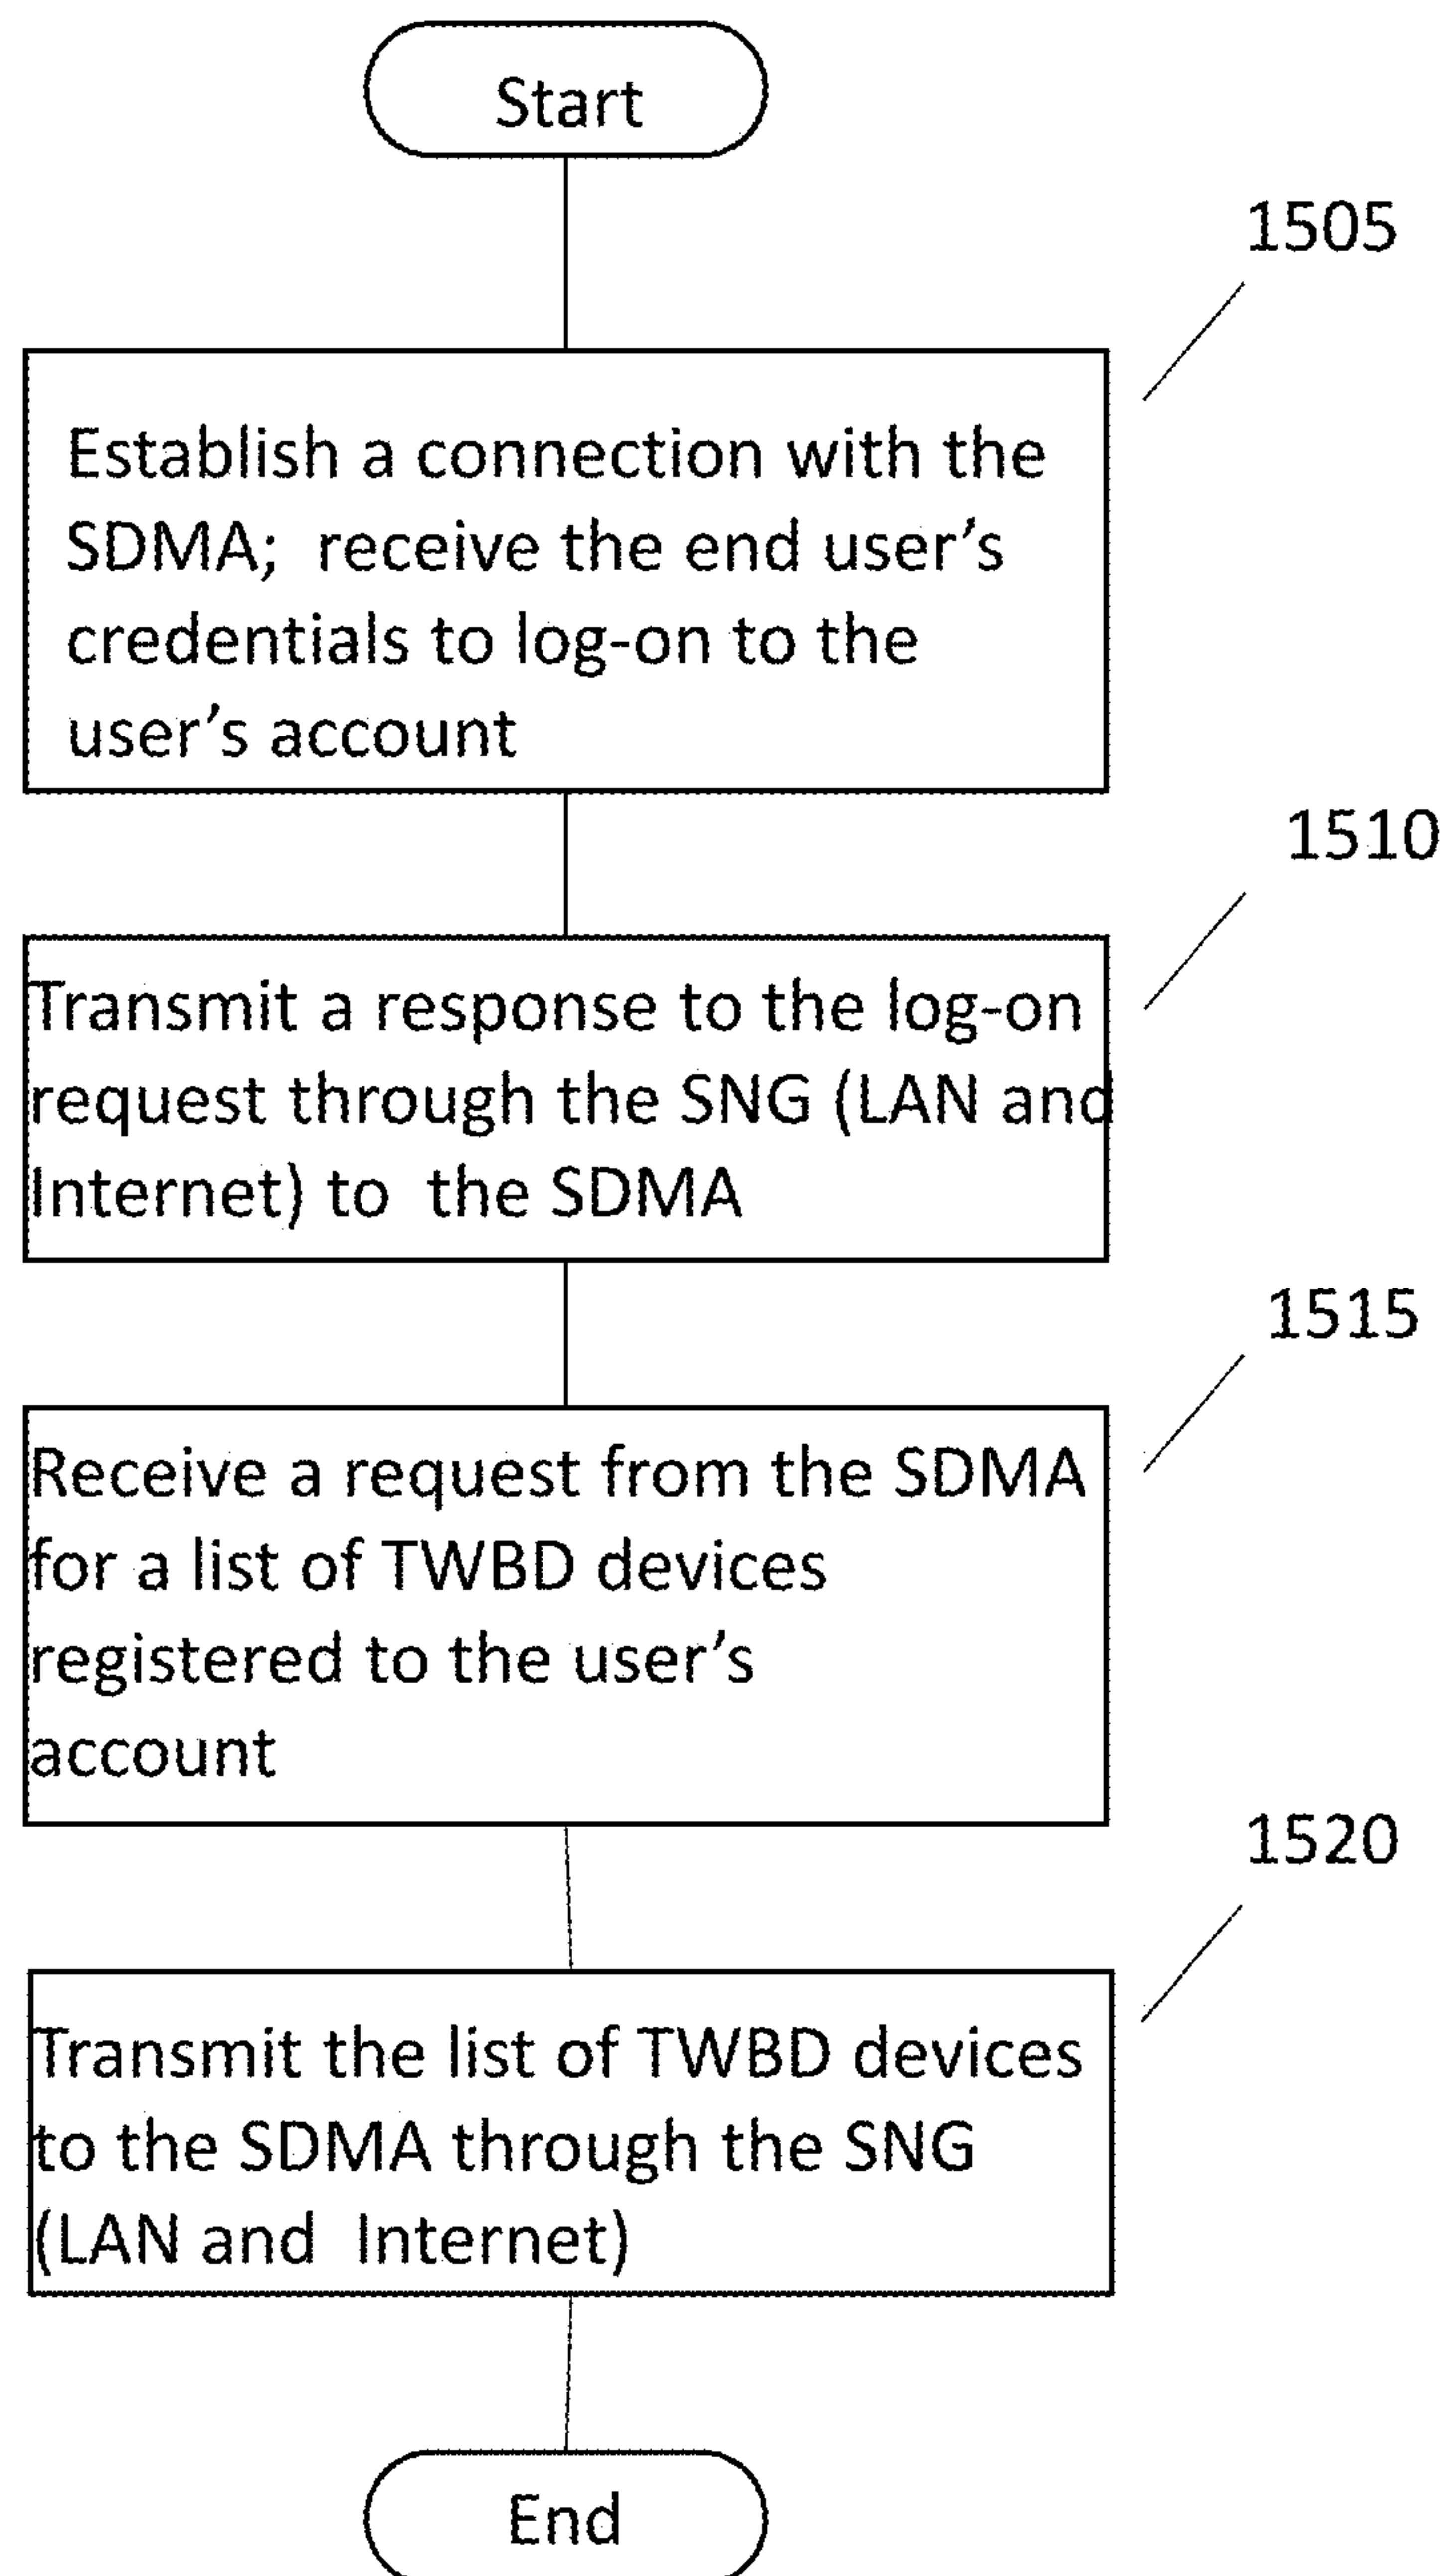 Start
1505
Establish a connection with the
SDMA;  receive the end user’s
credentials to log-on to the
user’s account
1510
Transmit a response to the log-on
request through the SNG (LAN and
Internet) to  the SDMA
1515
Receive a request from the SDMA
for a list of TWBD devices
registered to the user’s
account
1520
Transmit the list of TWBD devices
to the SDMA through the SNG
(LAN and  Internet)
End